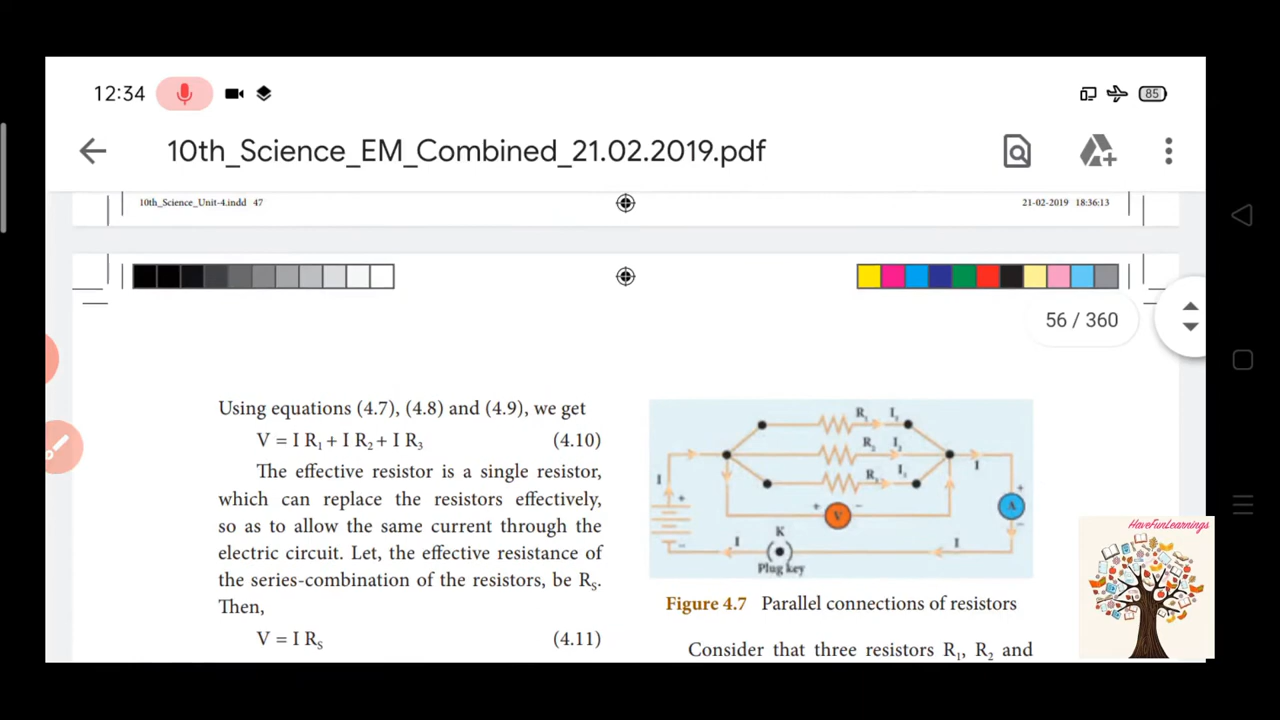 12:34
85
10th_Science_EM_Combined_21.02.2019.pdf
10th_Science_Unit-4.indd 47
21-02-2019 18:36:13
56 / 360
Using equations (4.7), (4.8) and (4.9), we get
V = I R₁ + I R₂ + I R₃ (4.10)
The effective resistor is a single resistor,
which can replace the resistors effectively,
so as to allow the same current through the
electric circuit. Let, the effective resistance of
the series-combination of the resistors, be Rₛ.
Then,
V = I Rₛ (4.11)
R₁ I₁
R₂ I₂
R₃ I₃
I
I
+
+
−
V
+
A
−
−
K
I
I
Plug key
Figure 4.7 Parallel connections of resistors
Consider that three resistors R₁, R₂ and
HaveFunLearnings